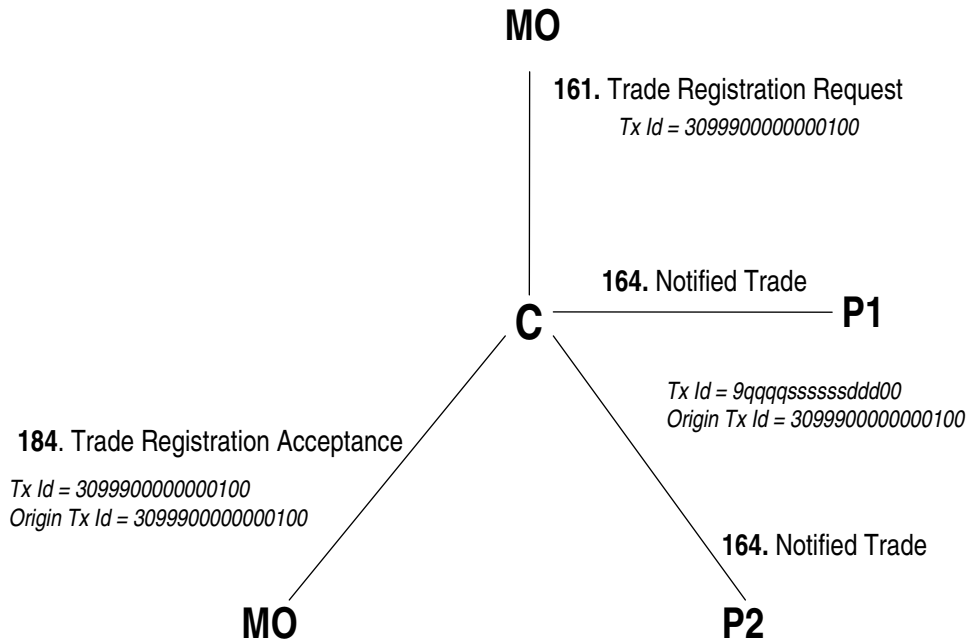 MO
161. Trade Registration Request
Tx Id = 3099900000000100
164. Notified Trade
C
P1
Tx Id = 9qqqqssssssddd00
Origin Tx Id = 3099900000000100
184. Trade Registration Acceptance
Tx Id = 3099900000000100
Origin Tx Id = 3099900000000100
164. Notified Trade
MO
P2